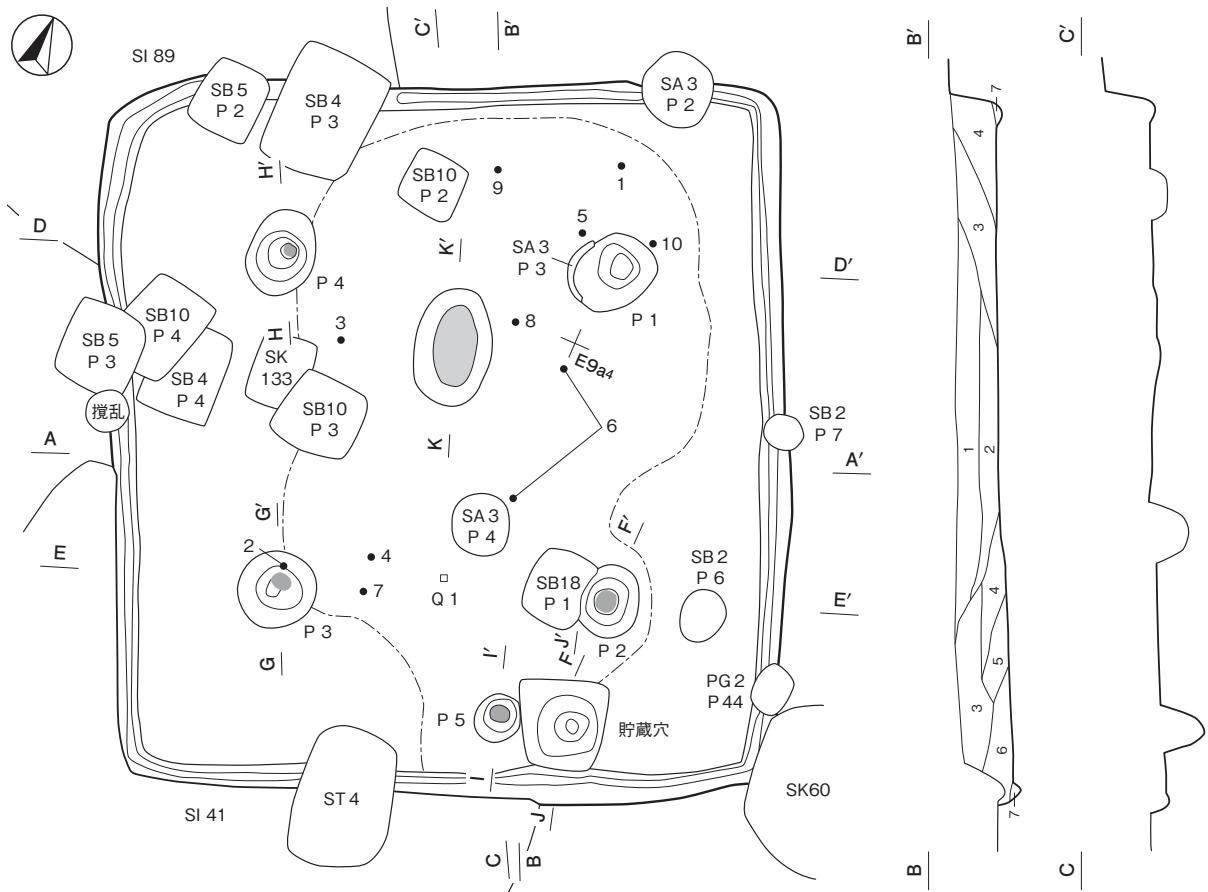 SI 89
C′
B′
SB 5
P 2
SB 4
P 3
SA 3
P 2
H′
SB10
P 2
9
1
D
K′
5
SA 3
P 3
10
D′
P 4
P 1
SB10
P 4
SB 5
P 3
SB 4
P 4
H
3
SK
133
8
E9a4
撹乱
SB10
P 3
6
SB 2
P 7
A
K
A′
G′
SA 3
P 4
F′
E
2
4
7
Q 1
SB18
P 1
SB 2
P 6
E′
P 3
J′
P 2
G
I′
F
PG 2
P 44
P 5
貯蔵穴
I
ST 4
SK60
SI 41
J
C
B
B′
7
4
3
1
2
4
5
3
6
7
B
C′
C